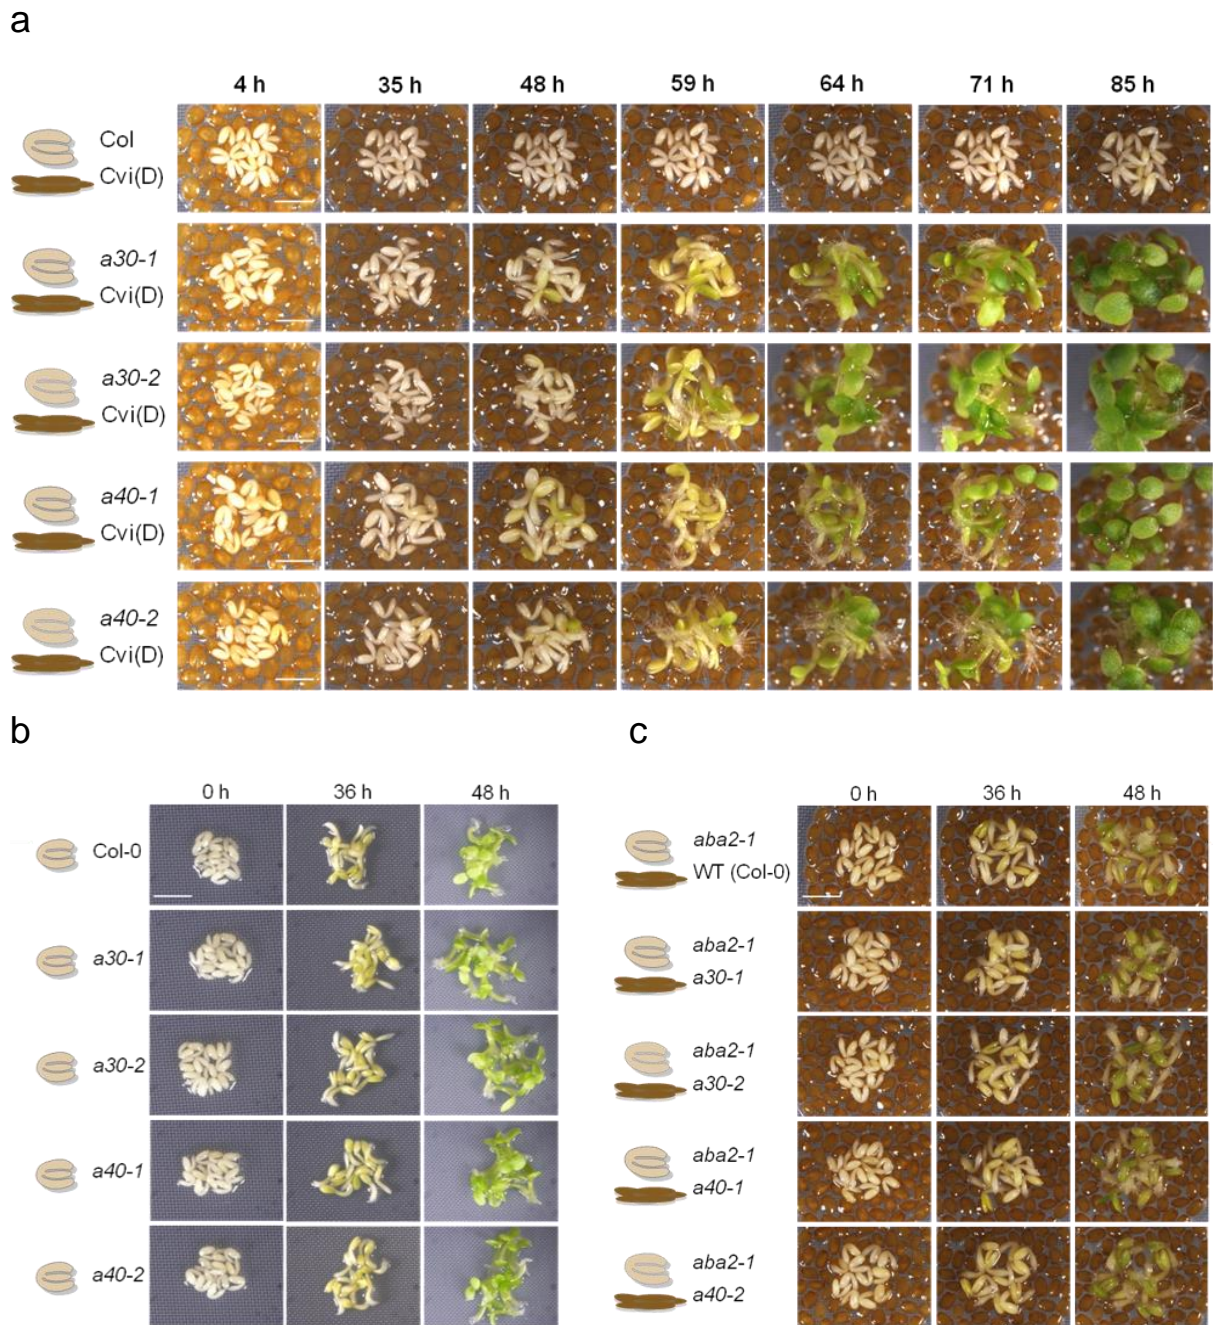 a
4 h 35 h 48 h 59 h 64 h 71 h 85 h
Col
Cvi(D)
a30-1
Cvi(D)
a30-2
Cvi(D)
a40-1
Cvi(D)
a40-2
Cvi(D)
b
0 h 36 h 48 h
Col-0
a30-1
a30-2
a40-1
a40-2
c
0 h 36 h 48 h
aba2-1
WT (Col-0)
aba2-1
a30-1
aba2-1
a30-2
aba2-1
a40-1
aba2-1
a40-2